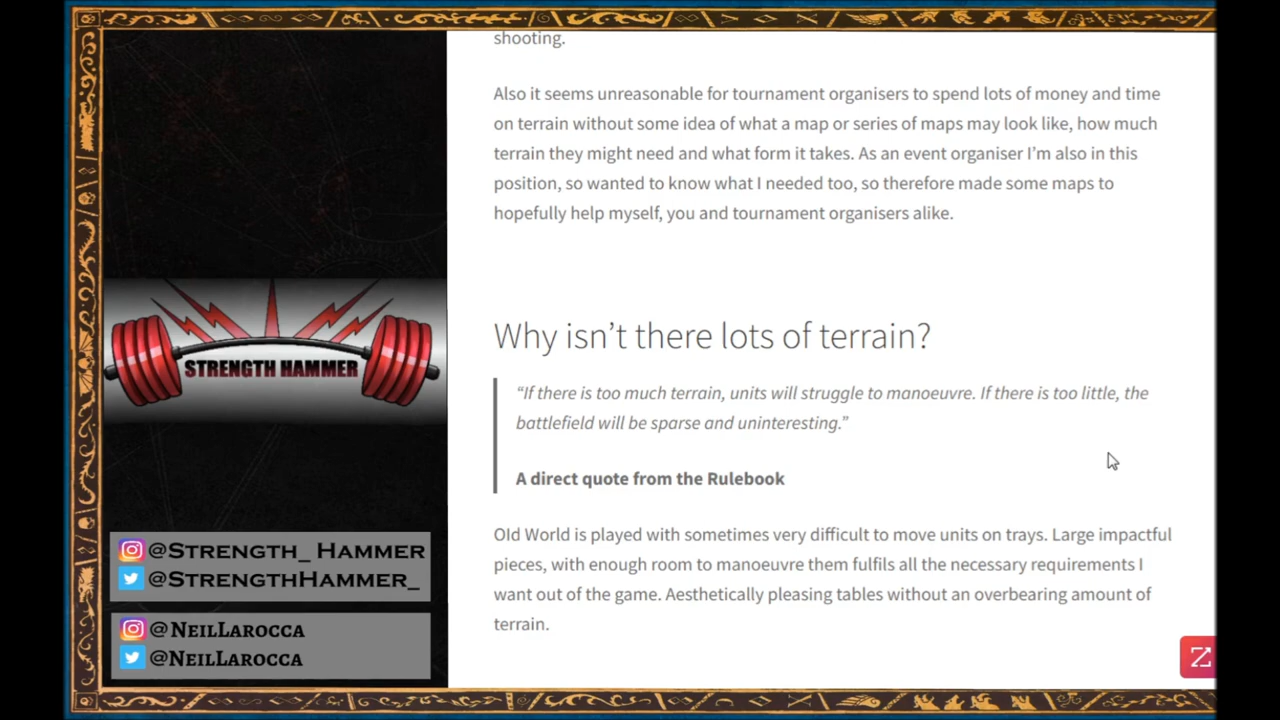 shooting.
Also it seems unreasonable for tournament organisers to spend lots of money and time
on terrain without some idea of what a map or series of maps may look like, how much
terrain they might need and what form it takes. As an event organiser I’m also in this
position, so wanted to know what I needed too, so therefore made some maps to
hopefully help myself, you and tournament organisers alike.
Why isn’t there lots of terrain?
“If there is too much terrain, units will struggle to manoeuvre. If there is too little, the
battlefield will be sparse and uninteresting.”
A direct quote from the Rulebook
Old World is played with sometimes very difficult to move units on trays. Large impactful
pieces, with enough room to manoeuvre them fulfils all the necessary requirements I
want out of the game. Aesthetically pleasing tables without an overbearing amount of
terrain.
STRENGTH HAMMER
@STRENGTH_HAMMER
@STRENGTHHAMMER_
@NEILLAROCCA
@NEILLAROCCA